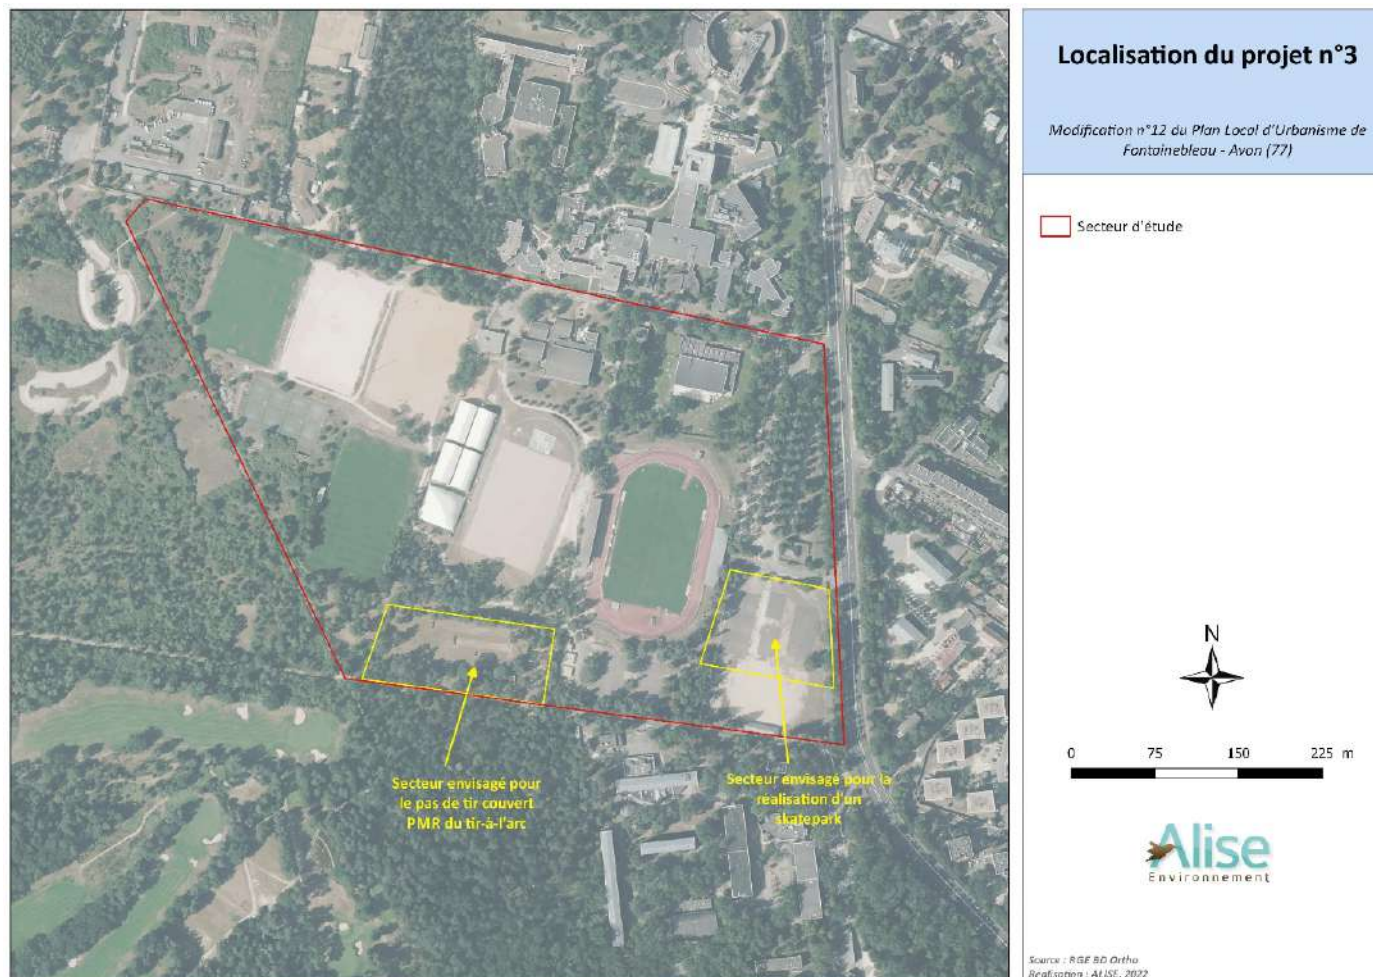 Localisation du projet n°3
Modification n°12 du Plan Local d'Urbanisme de
Fontainebleau - Avon (77)
Secteur d'étude
Secteur envisagé pour
le pas de tir couvert
PMR du tir-à-l'arc
Secteur envisagé pour la
réalisation d'un
skatepark
N
0 75 150 225 m
Alise
Environnement
Source : RGE BD Ortho
Réalisation : ALISE, 2022